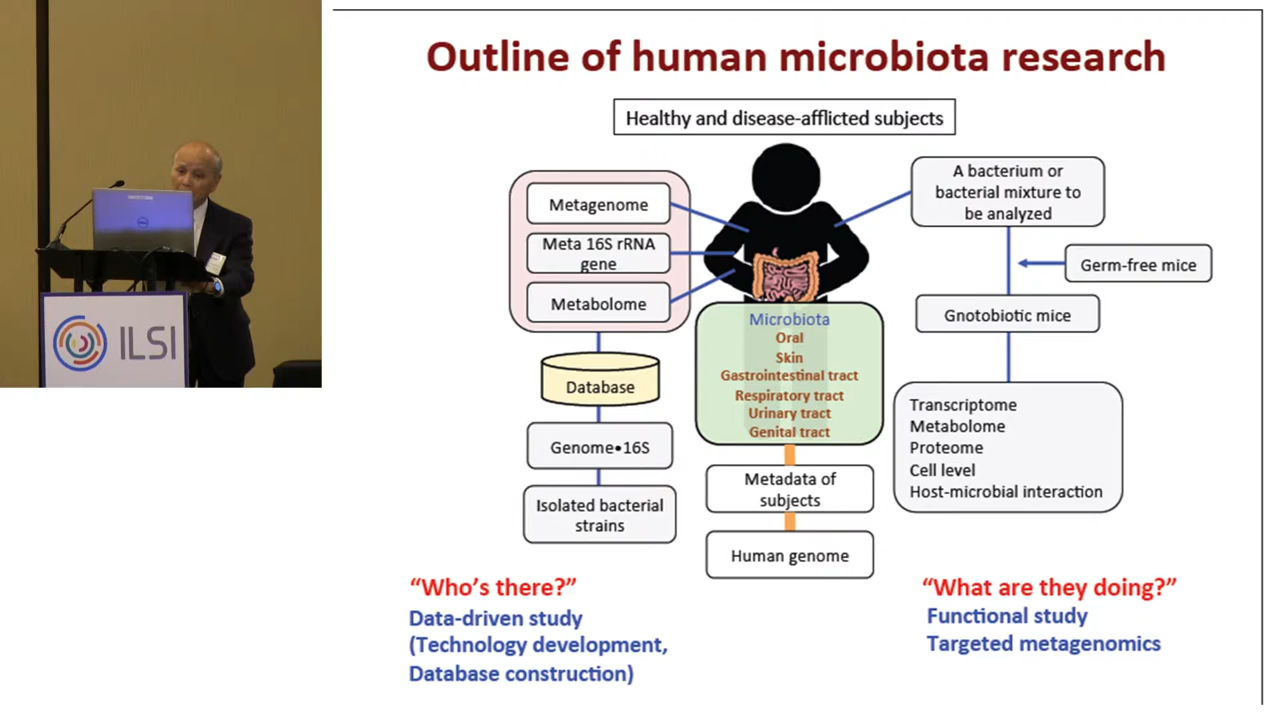 Outline of human microbiota research
Healthy and disease-afflicted subjects
Metagenome
Meta 16S rRNA
gene
Metabolome
Database
Genome•16S
Isolated bacterial
strains
Microbiota
Oral
Skin
Gastrointestinal tract
Respiratory tract
Urinary tract
Genital tract
Metadata of
subjects
Human genome
A bacterium or
bacterial mixture to
be analyzed
Germ-free mice
Gnotobiotic mice
Transcriptome
Metabolome
Proteome
Cell level
Host-microbial interaction
“Who’s there?”
Data-driven study
(Technology development,
Database construction)
“What are they doing?”
Functional study
Targeted metagenomics
ILSI
DELL